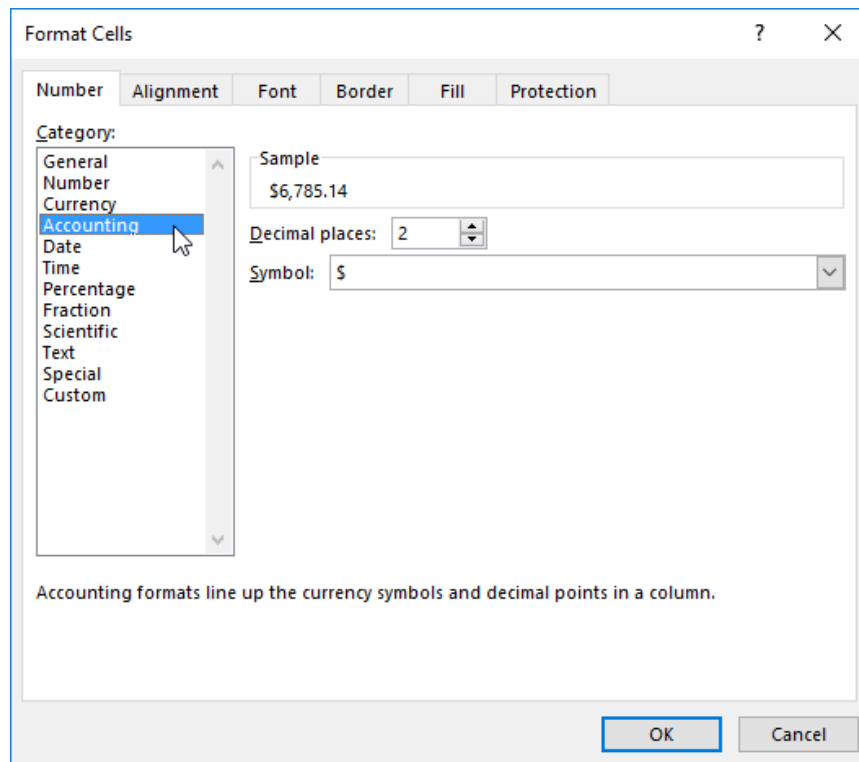 Format Cells
?
Number Alignment Font Border Fill Protection
Category:
General
Number
Currency
Accounting
Date
Time
Percentage
Fraction
Scientific
Text
Special
Custom
Sample
$6,785.14
Decimal places: 2
Symbol: $
Accounting formats line up the currency symbols and decimal points in a column.
OK Cancel